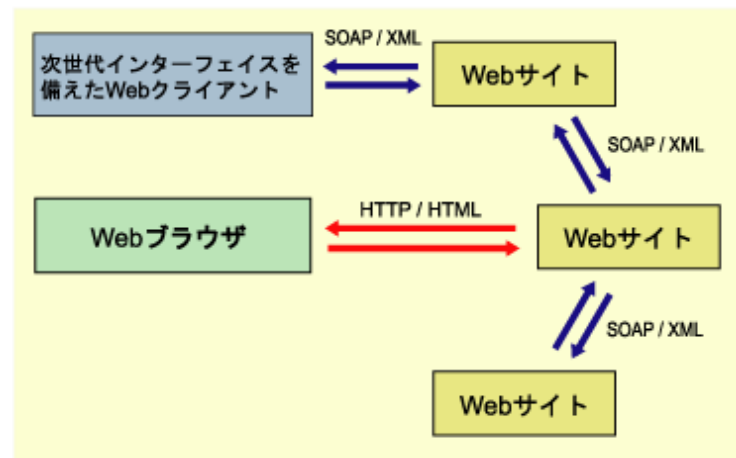 SOAP / XML
次世代インターフェイスを
備えたWebクライアント
Webサイト
SOAP / XML
HTTP / HTML
Webブラウザ
Webサイト
SOAP / XML
Webサイト